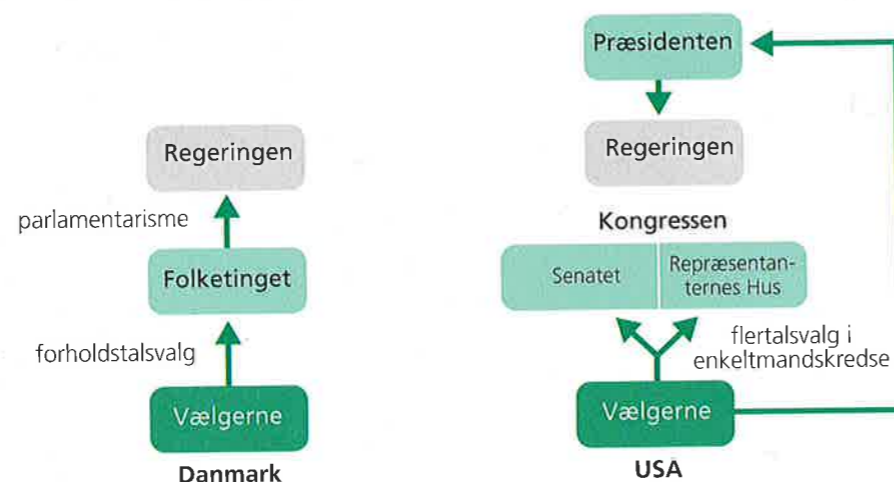 Regeringen
parlamentarisme
Folketinget
forholdstalsvalg
Vælgerne
Danmark
Præsidenten
Regeringen
Kongressen
Senatet
Repræsentan-
ternes Hus
flertalsvalg i
enkeltmandskredse
Vælgerne
USA